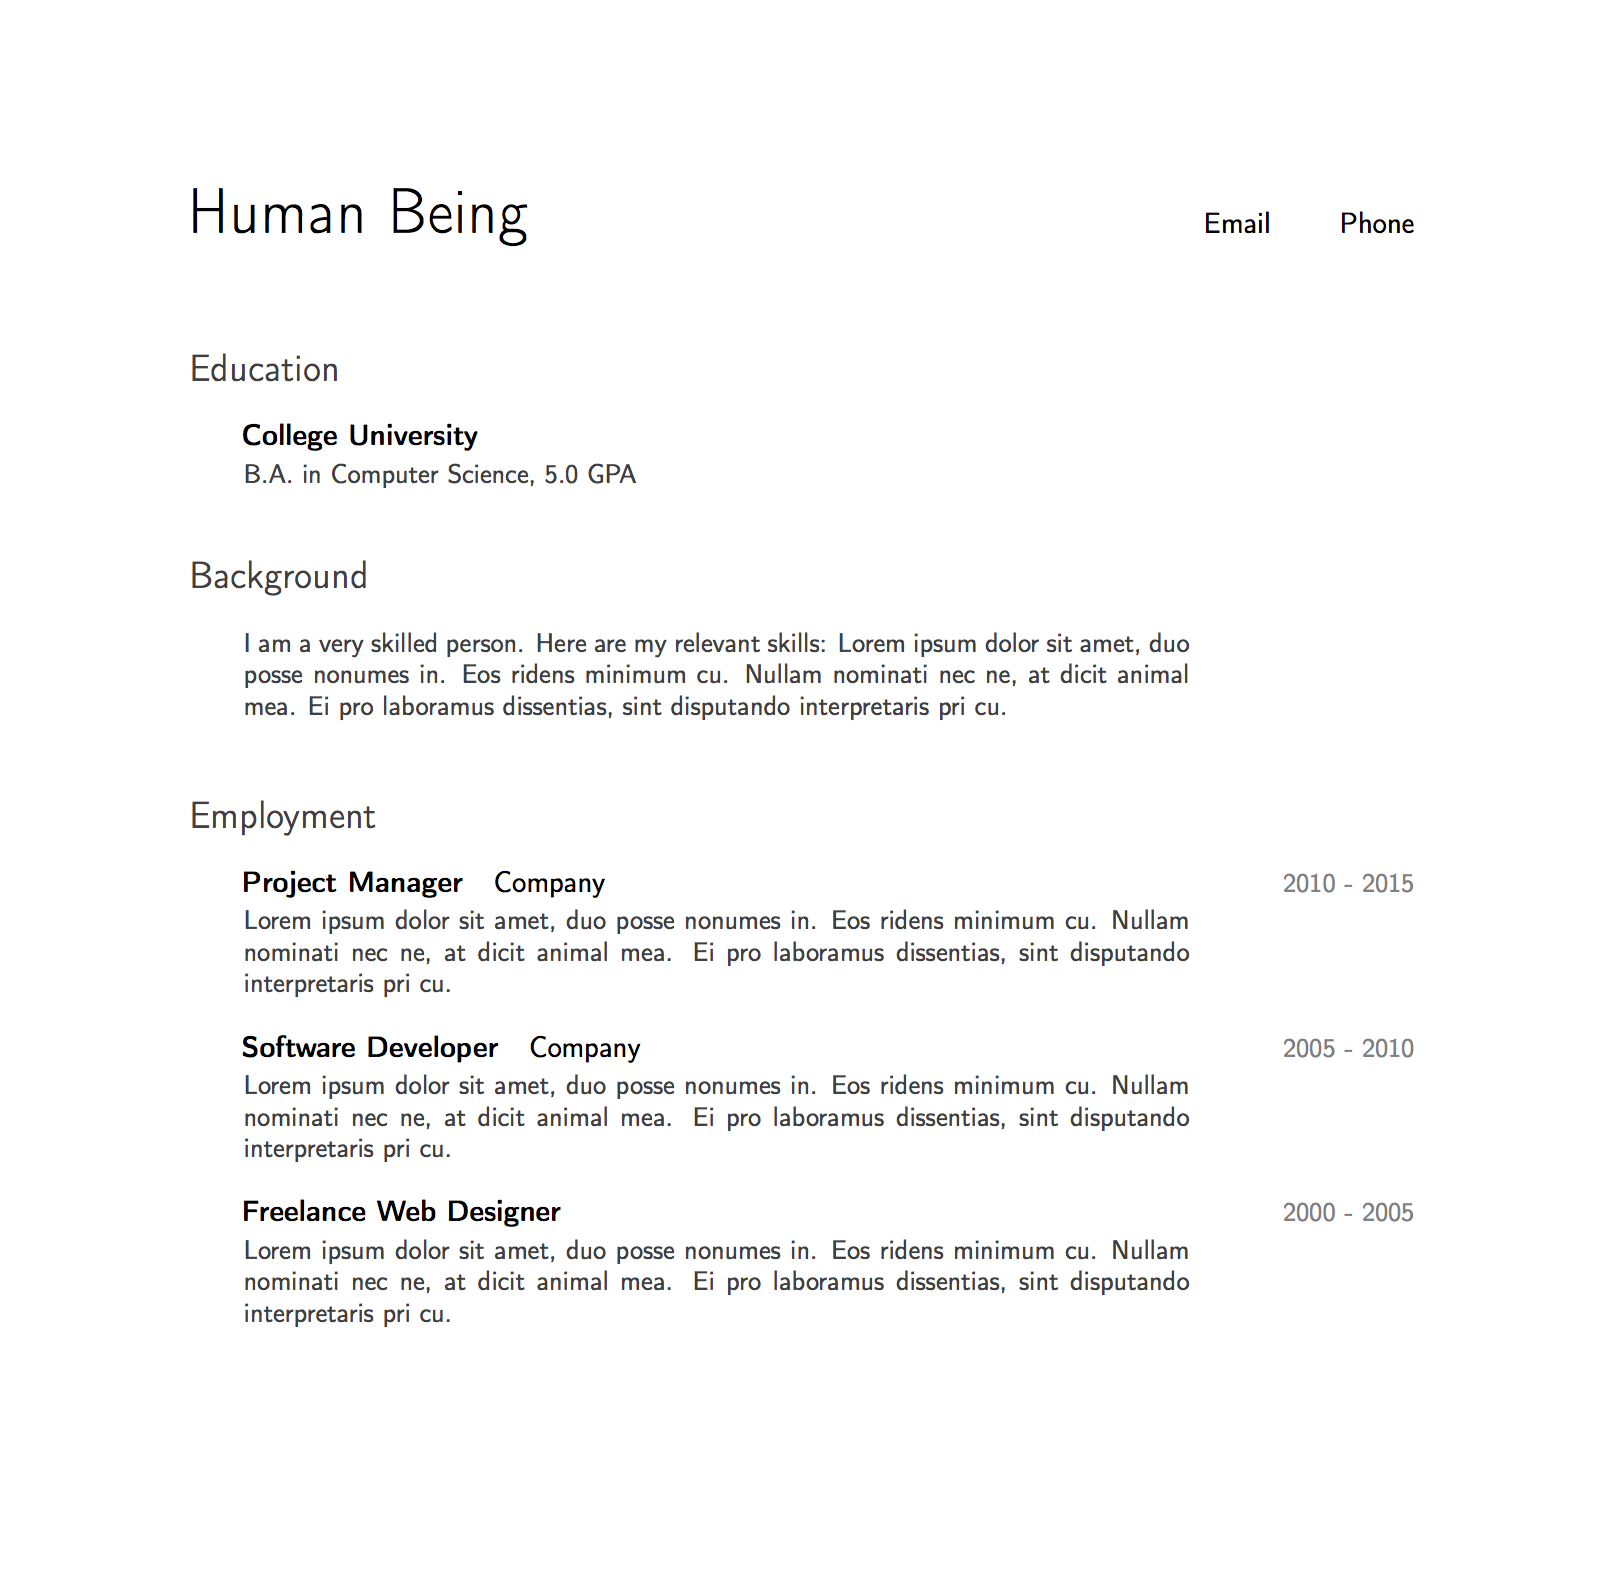 Human Being Email Phone
Education
College University
B.A. in Computer Science, 5.0 GPA
Background
I am a very skilled person. Here are my relevant skills: Lorem ipsum dolor sit amet, duo
posse nonumes in. Eos ridens minimum cu. Nullam nominati nec ne, at dicit animal
mea. Ei pro laboramus dissentias, sint disputando interpretaris pri cu.
Employment
Project Manager Company 2010 - 2015
Lorem ipsum dolor sit amet, duo posse nonumes in. Eos ridens minimum cu. Nullam
nominati nec ne, at dicit animal mea. Ei pro laboramus dissentias, sint disputando
interpretaris pri cu.
Software Developer Company 2005 - 2010
Lorem ipsum dolor sit amet, duo posse nonumes in. Eos ridens minimum cu. Nullam
nominati nec ne, at dicit animal mea. Ei pro laboramus dissentias, sint disputando
interpretaris pri cu.
Freelance Web Designer 2000 - 2005
Lorem ipsum dolor sit amet, duo posse nonumes in. Eos ridens minimum cu. Nullam
nominati nec ne, at dicit animal mea. Ei pro laboramus dissentias, sint disputando
interpretaris pri cu.